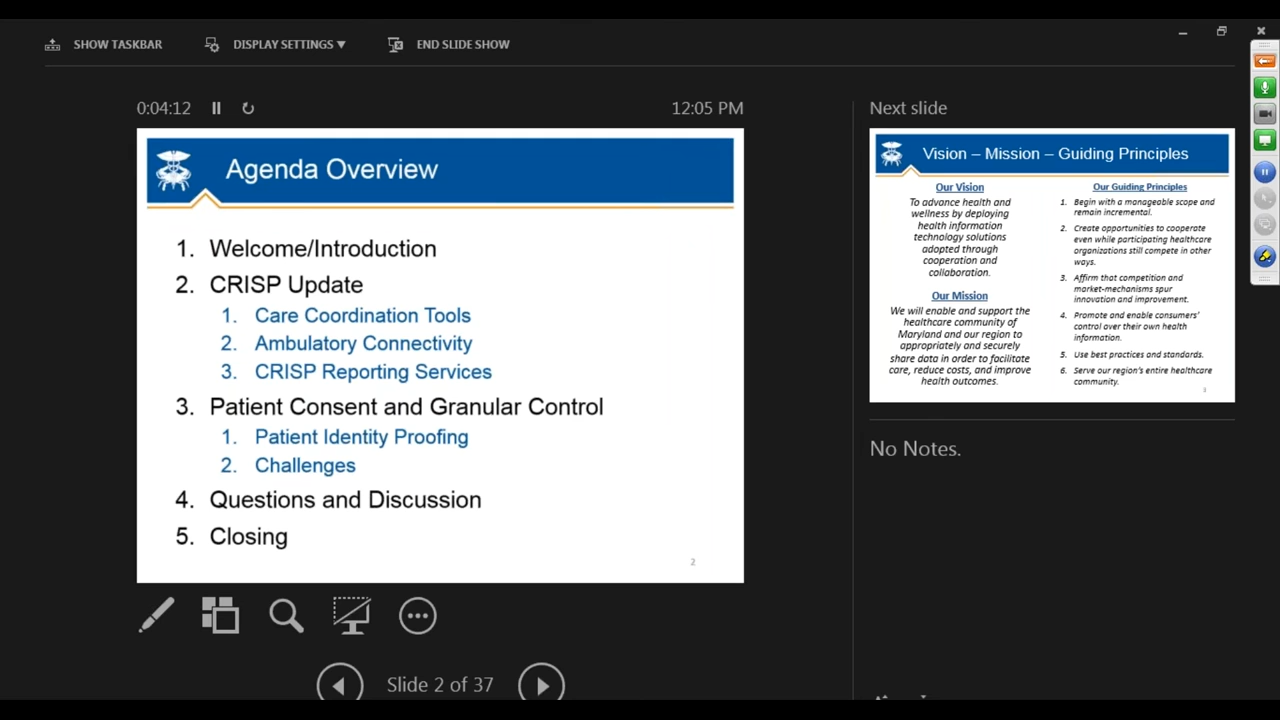 SHOW TASKBAR
DISPLAY SETTINGS ▼
END SLIDE SHOW
0:04:12
12:05 PM
Agenda Overview
1. Welcome/Introduction
2. CRISP Update
1. Care Coordination Tools
2. Ambulatory Connectivity
3. CRISP Reporting Services
3. Patient Consent and Granular Control
1. Patient Identity Proofing
2. Challenges
4. Questions and Discussion
5. Closing
2
Slide 2 of 37
Next slide
Vision – Mission – Guiding Principles
Our Vision
To advance health and
wellness by deploying
health information
technology solutions
adopted through
cooperation and
collaboration.
Our Mission
We will enable and support the
healthcare community of
Maryland and our region to
appropriately and securely
share data in order to facilitate
care, reduce costs, and improve
health outcomes.
Our Guiding Principles
1. Begin with a manageable scope and
remain incremental.
2. Create opportunities to cooperate
even while participating healthcare
organizations still compete in other
ways.
3. Affirm that competition and
market-mechanisms spur
innovation and improvement.
4. Promote and enable consumers'
control over their own health
information.
5. Use best practices and standards.
6. Serve our region's entire healthcare
community.
3
No Notes.